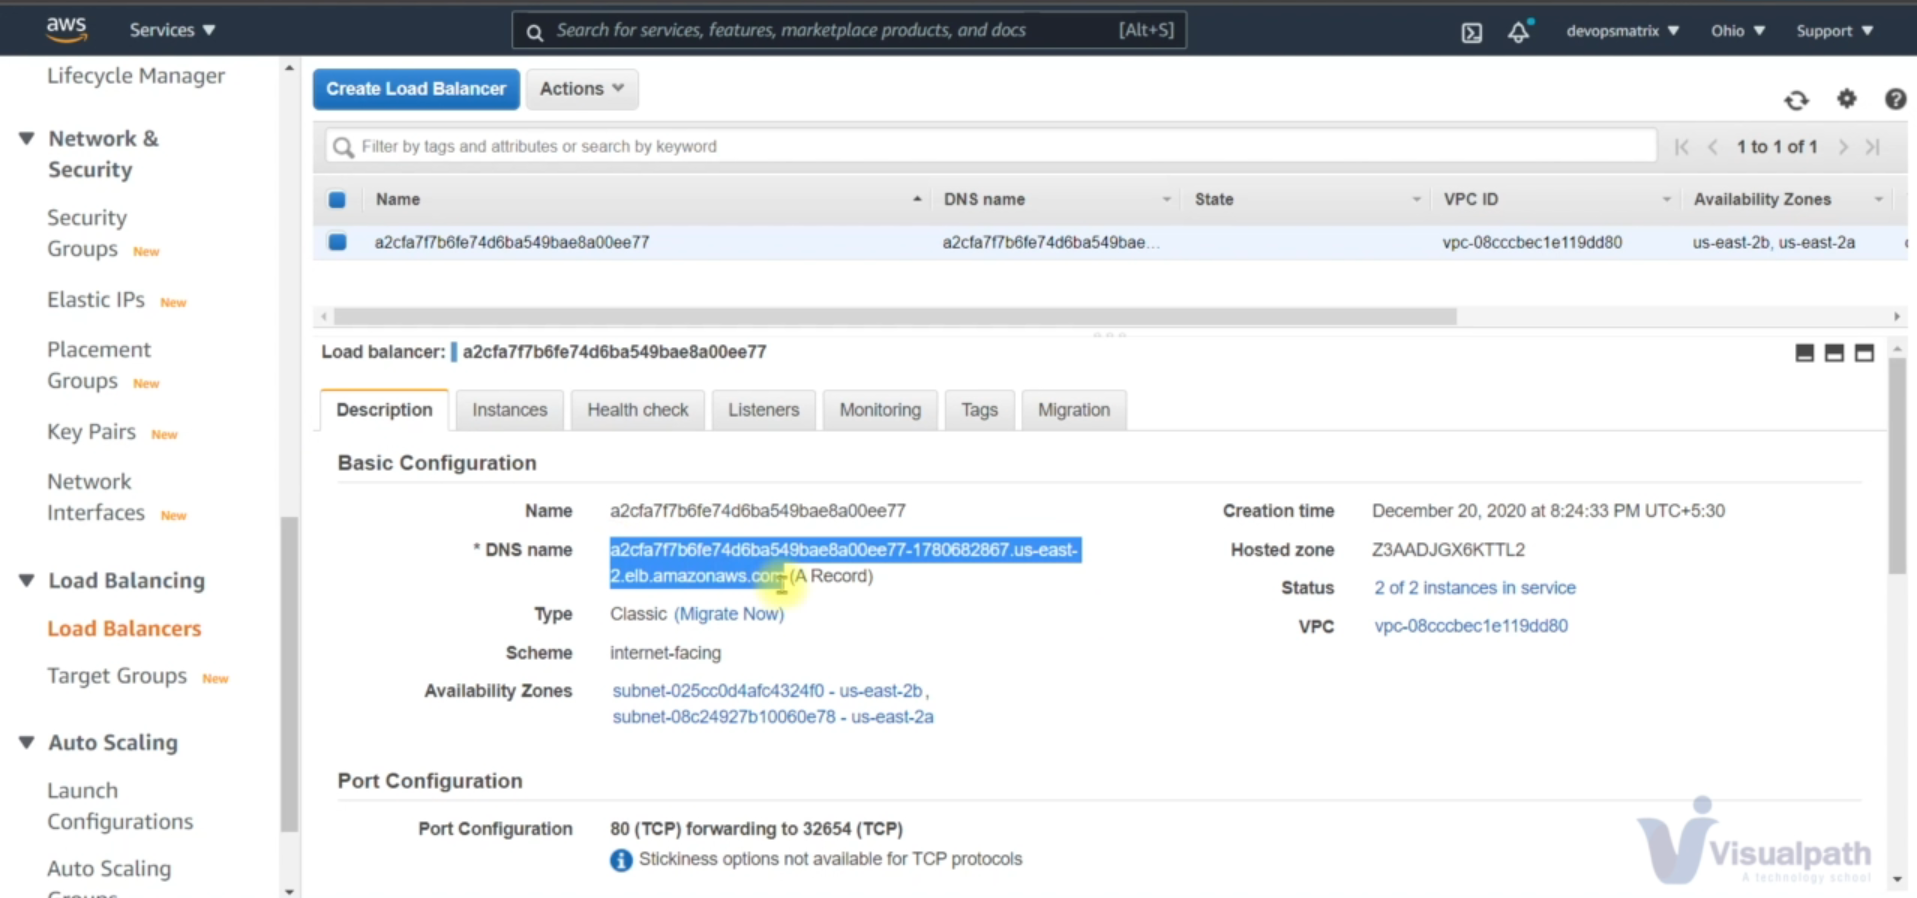 aws
Services
Search for services, features, marketplace products, and docs
[Alt+S]
devopsmatrix
Ohio
Support
Lifecycle Manager
Network &
Security
Security
Groups New
Elastic IPs New
Placement
Groups New
Key Pairs New
Network
Interfaces New
Load Balancing
Load Balancers
Target Groups New
Auto Scaling
Launch
Configurations
Auto Scaling
Groups
Create Load Balancer
Actions
Filter by tags and attributes or search by keyword
1 to 1 of 1
Name DNS name State VPC ID Availability Zones
a2cfa7f7b6fe74d6ba549bae8a00ee77 a2cfa7f7b6fe74d6ba549bae... vpc-08cccbec1e119dd80 us-east-2b, us-east-2a
Load balancer: a2cfa7f7b6fe74d6ba549bae8a00ee77
Description Instances Health check Listeners Monitoring Tags Migration
Basic Configuration
Name a2cfa7f7b6fe74d6ba549bae8a00ee77
* DNS name a2cfa7f7b6fe74d6ba549bae8a00ee77-1780682867.us-east-
2.elb.amazonaws.com (A Record)
Type Classic (Migrate Now)
Scheme internet-facing
Availability Zones subnet-025cc0d4afc4324f0 - us-east-2b,
subnet-08c24927b10060e78 - us-east-2a
Creation time December 20, 2020 at 8:24:33 PM UTC+5:30
Hosted zone Z3AADJGX6KTTL2
Status 2 of 2 instances in service
VPC vpc-08cccbec1e119dd80
Port Configuration
Port Configuration 80 (TCP) forwarding to 32654 (TCP)
Stickiness options not available for TCP protocols
Visualpath
A technology school